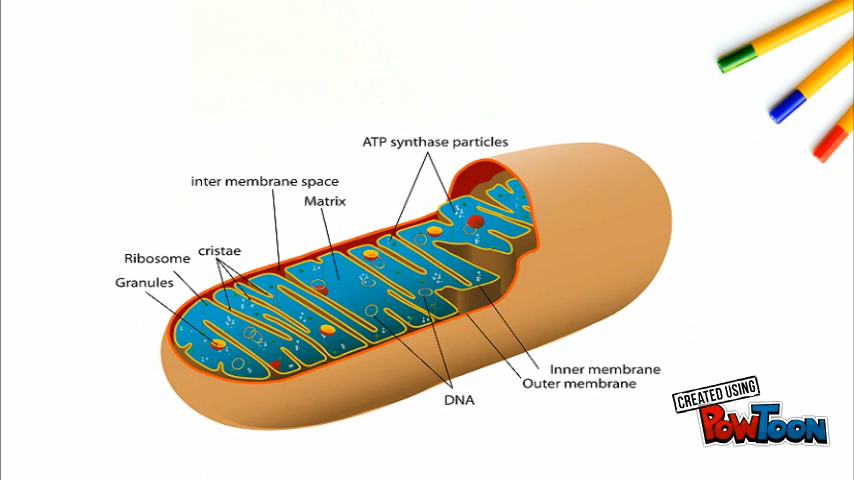 ATP synthase particles
inter membrane space
Matrix
Ribosome
cristae
Granules
Inner membrane
Outer membrane
DNA
CREATED USING
POWTOON